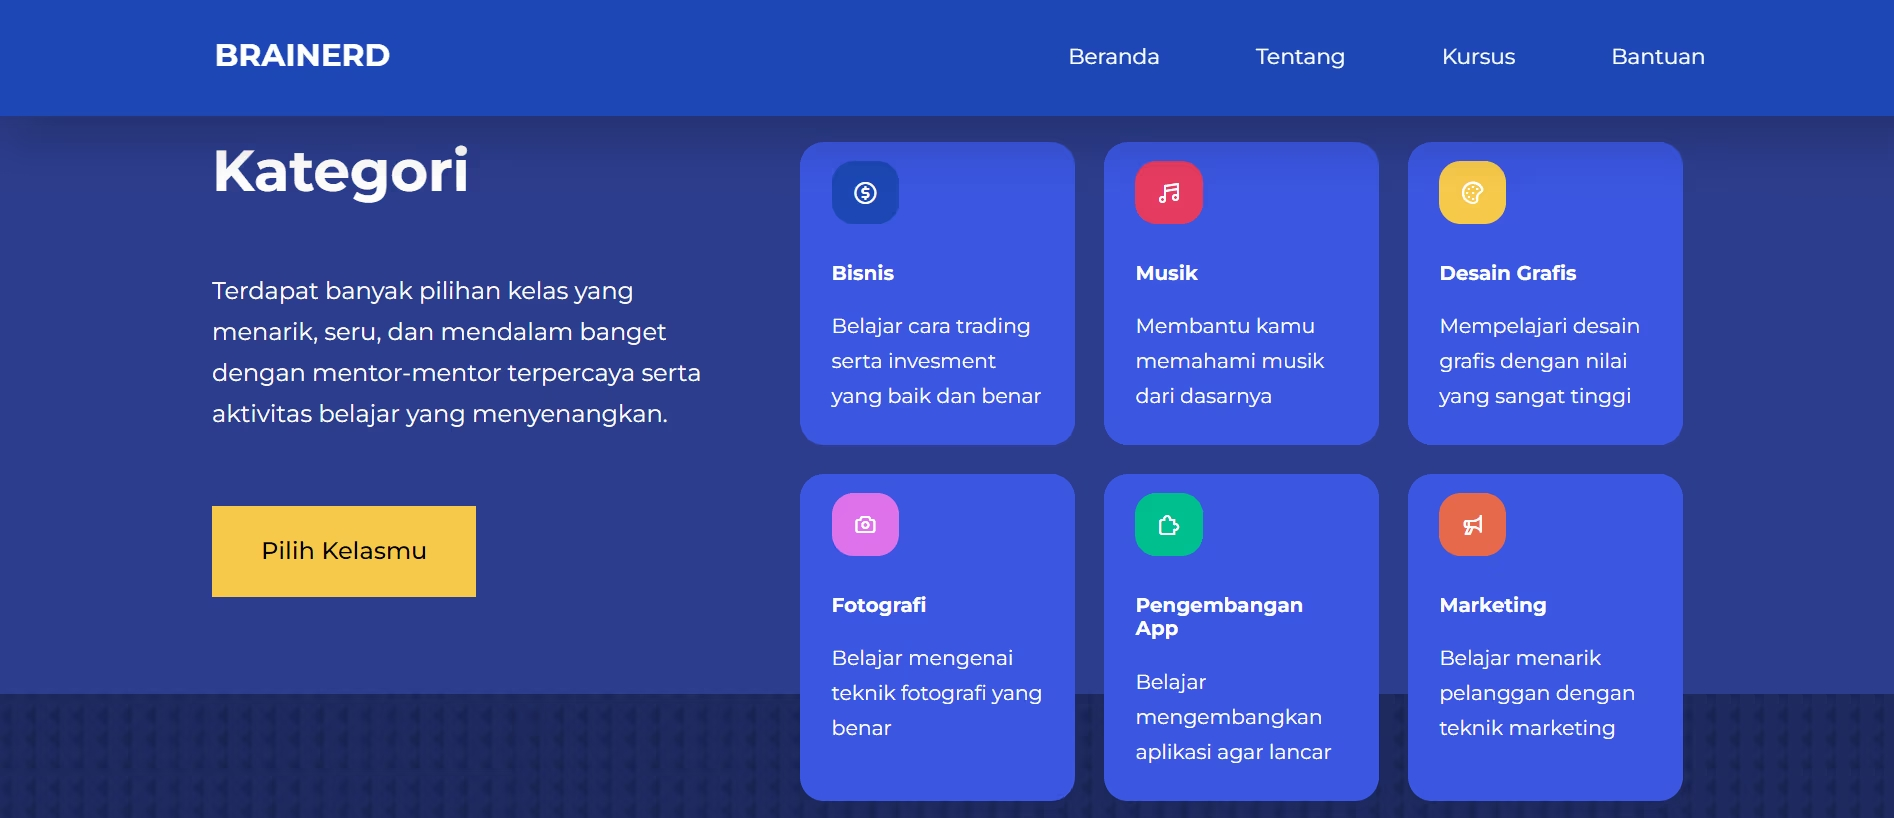 BRAINERD
Beranda
Tentang
Kursus
Bantuan
Kategori
Terdapat banyak pilihan kelas yang
menarik, seru, dan mendalam banget
dengan mentor-mentor terpercaya serta
aktivitas belajar yang menyenangkan.
Pilih Kelasmu
Bisnis
Belajar cara trading
serta invesment
yang baik dan benar
Musik
Membantu kamu
memahami musik
dari dasarnya
Desain Grafis
Mempelajari desain
grafis dengan nilai
yang sangat tinggi
Fotografi
Belajar mengenai
teknik fotografi yang
benar
Pengembangan
App
Belajar
mengembangkan
aplikasi agar lancar
Marketing
Belajar menarik
pelanggan dengan
teknik marketing